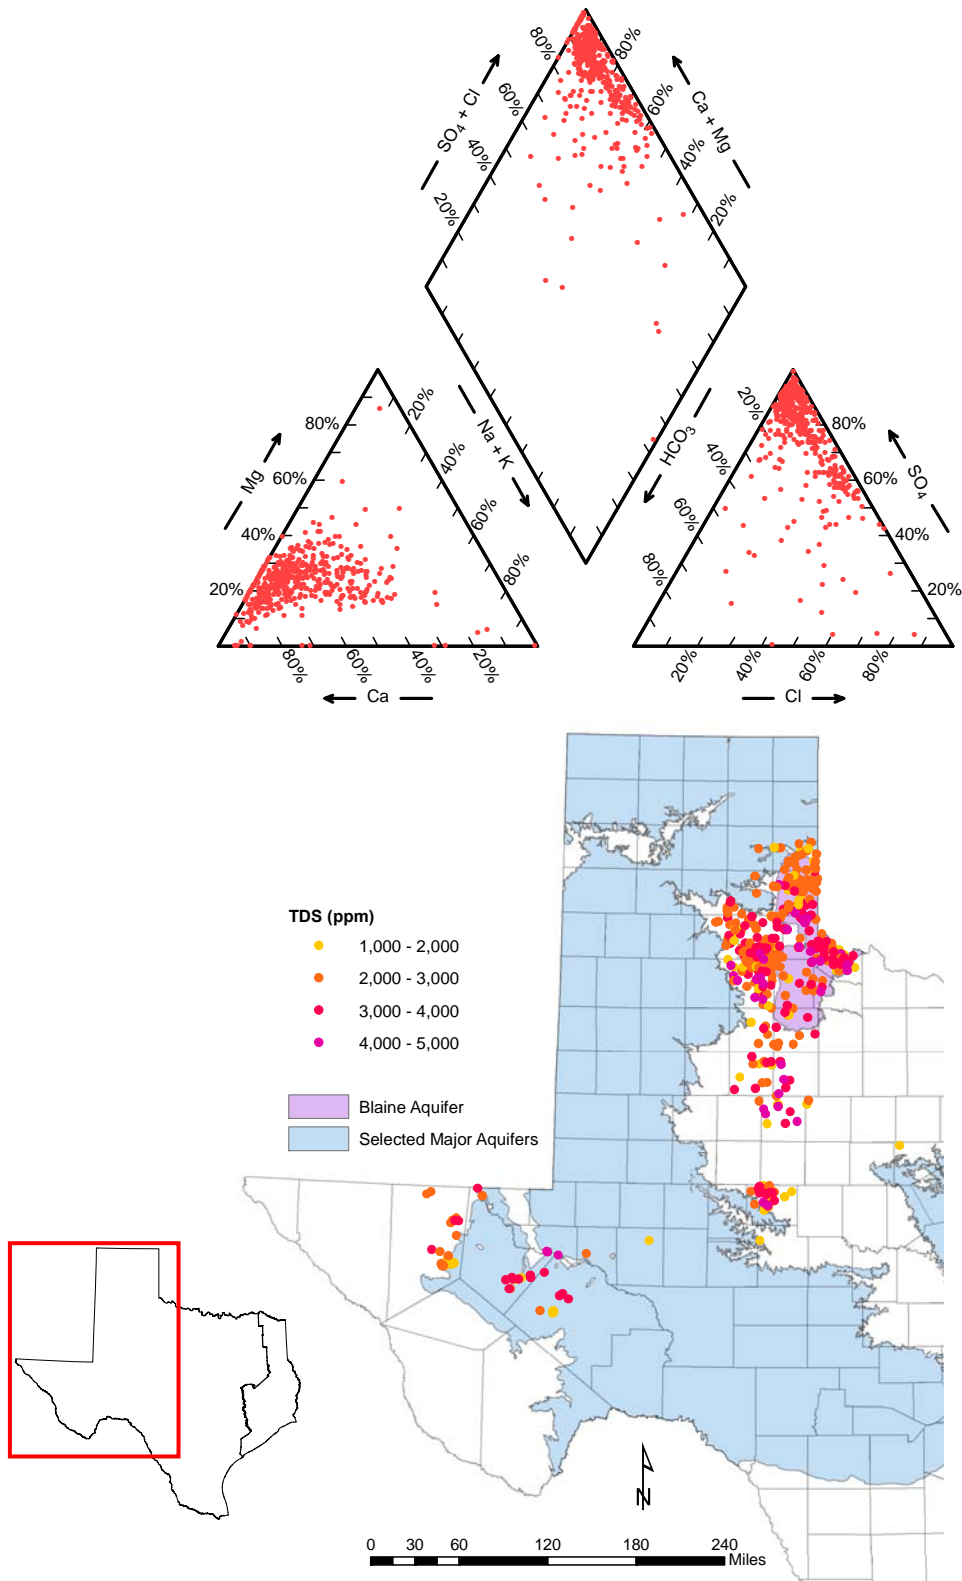 80%
80%
60%
60%
40%
40%
20%
20%
SO4 + Cl
Ca + Mg
Na + K
HCO3
80%
60%
40%
20%
20%
40%
60%
80%
Mg
80%
60%
40%
20%
Ca
20%
40%
60%
80%
80%
60%
40%
20%
SO4
20%
40%
60%
80%
Cl
TDS (ppm)
1,000 - 2,000
2,000 - 3,000
3,000 - 4,000
4,000 - 5,000
Blaine Aquifer
Selected Major Aquifers
N
0 30 60 120 180 240
Miles